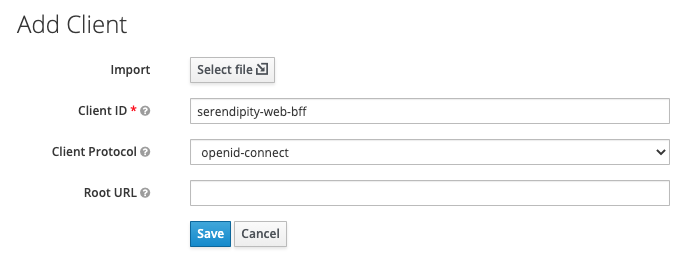 Add Client
Import Select file
Client ID * serendipity-web-bff
Client Protocol openid-connect
Root URL
Save Cancel